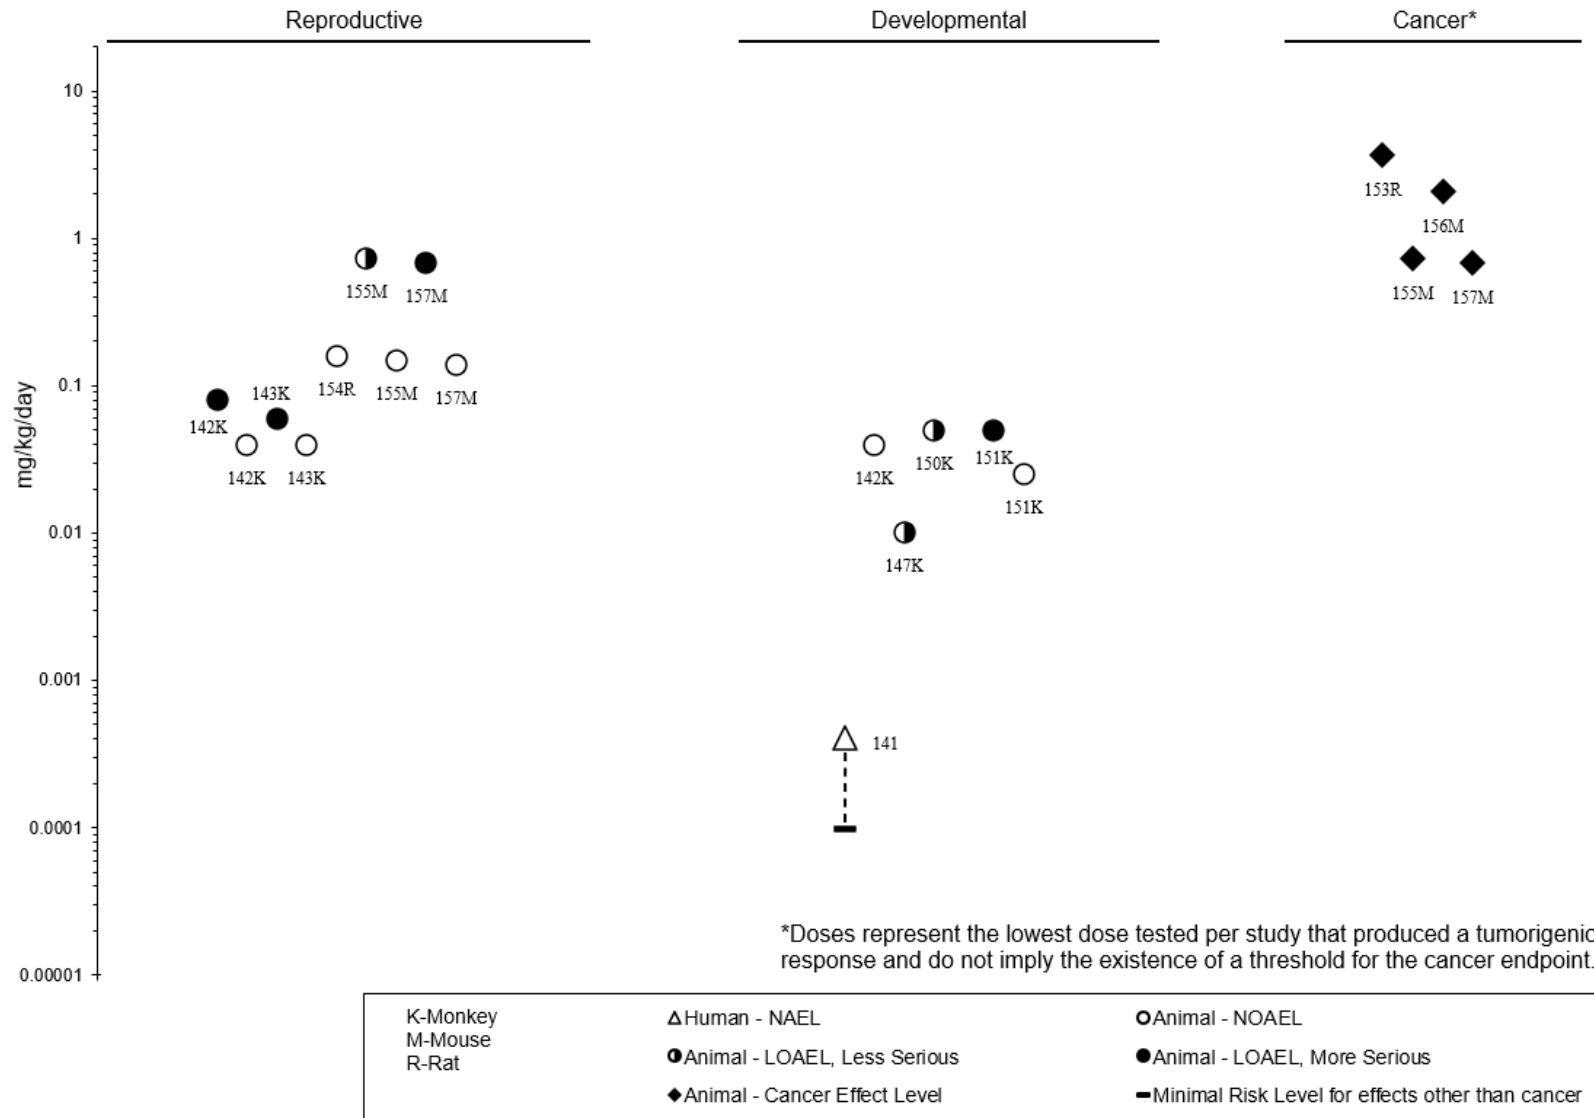 Reproductive
Developmental
Cancer*
mg/kg/day
10
1
0.1
0.01
0.001
0.0001
0.00001
155M
157M
154R
155M
157M
143K
142K
142K
143K
142K
150K
151K
151K
147K
141
153R
156M
155M
157M
*Doses represent the lowest dose tested per study that produced a tumorigenic
response and do not imply the existence of a threshold for the cancer endpoint.
K-Monkey
M-Mouse
R-Rat
Human - NAEL
Animal - NOAEL
Animal - LOAEL, Less Serious
Animal - LOAEL, More Serious
Animal - Cancer Effect Level
Minimal Risk Level for effects other than cancer